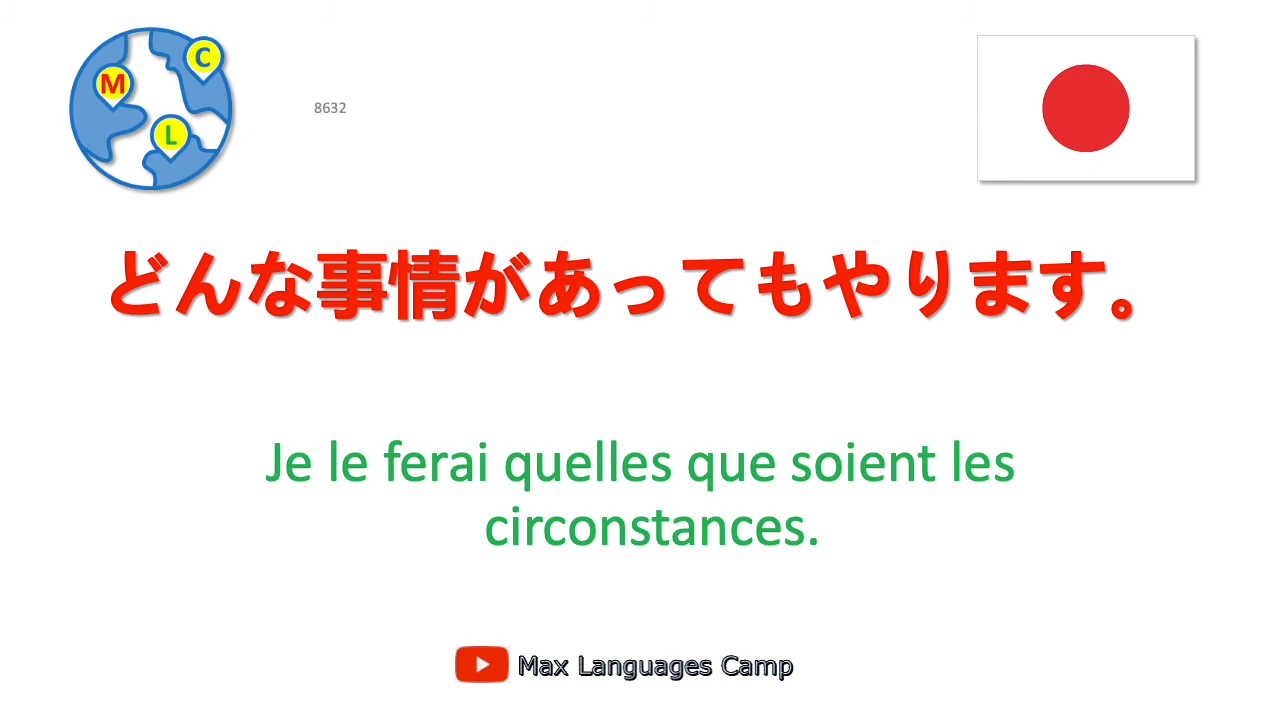 M
C
L
8632
どんな事情があってもやります。
Je le ferai quelles que soient les
circonstances.
Max Languages Camp